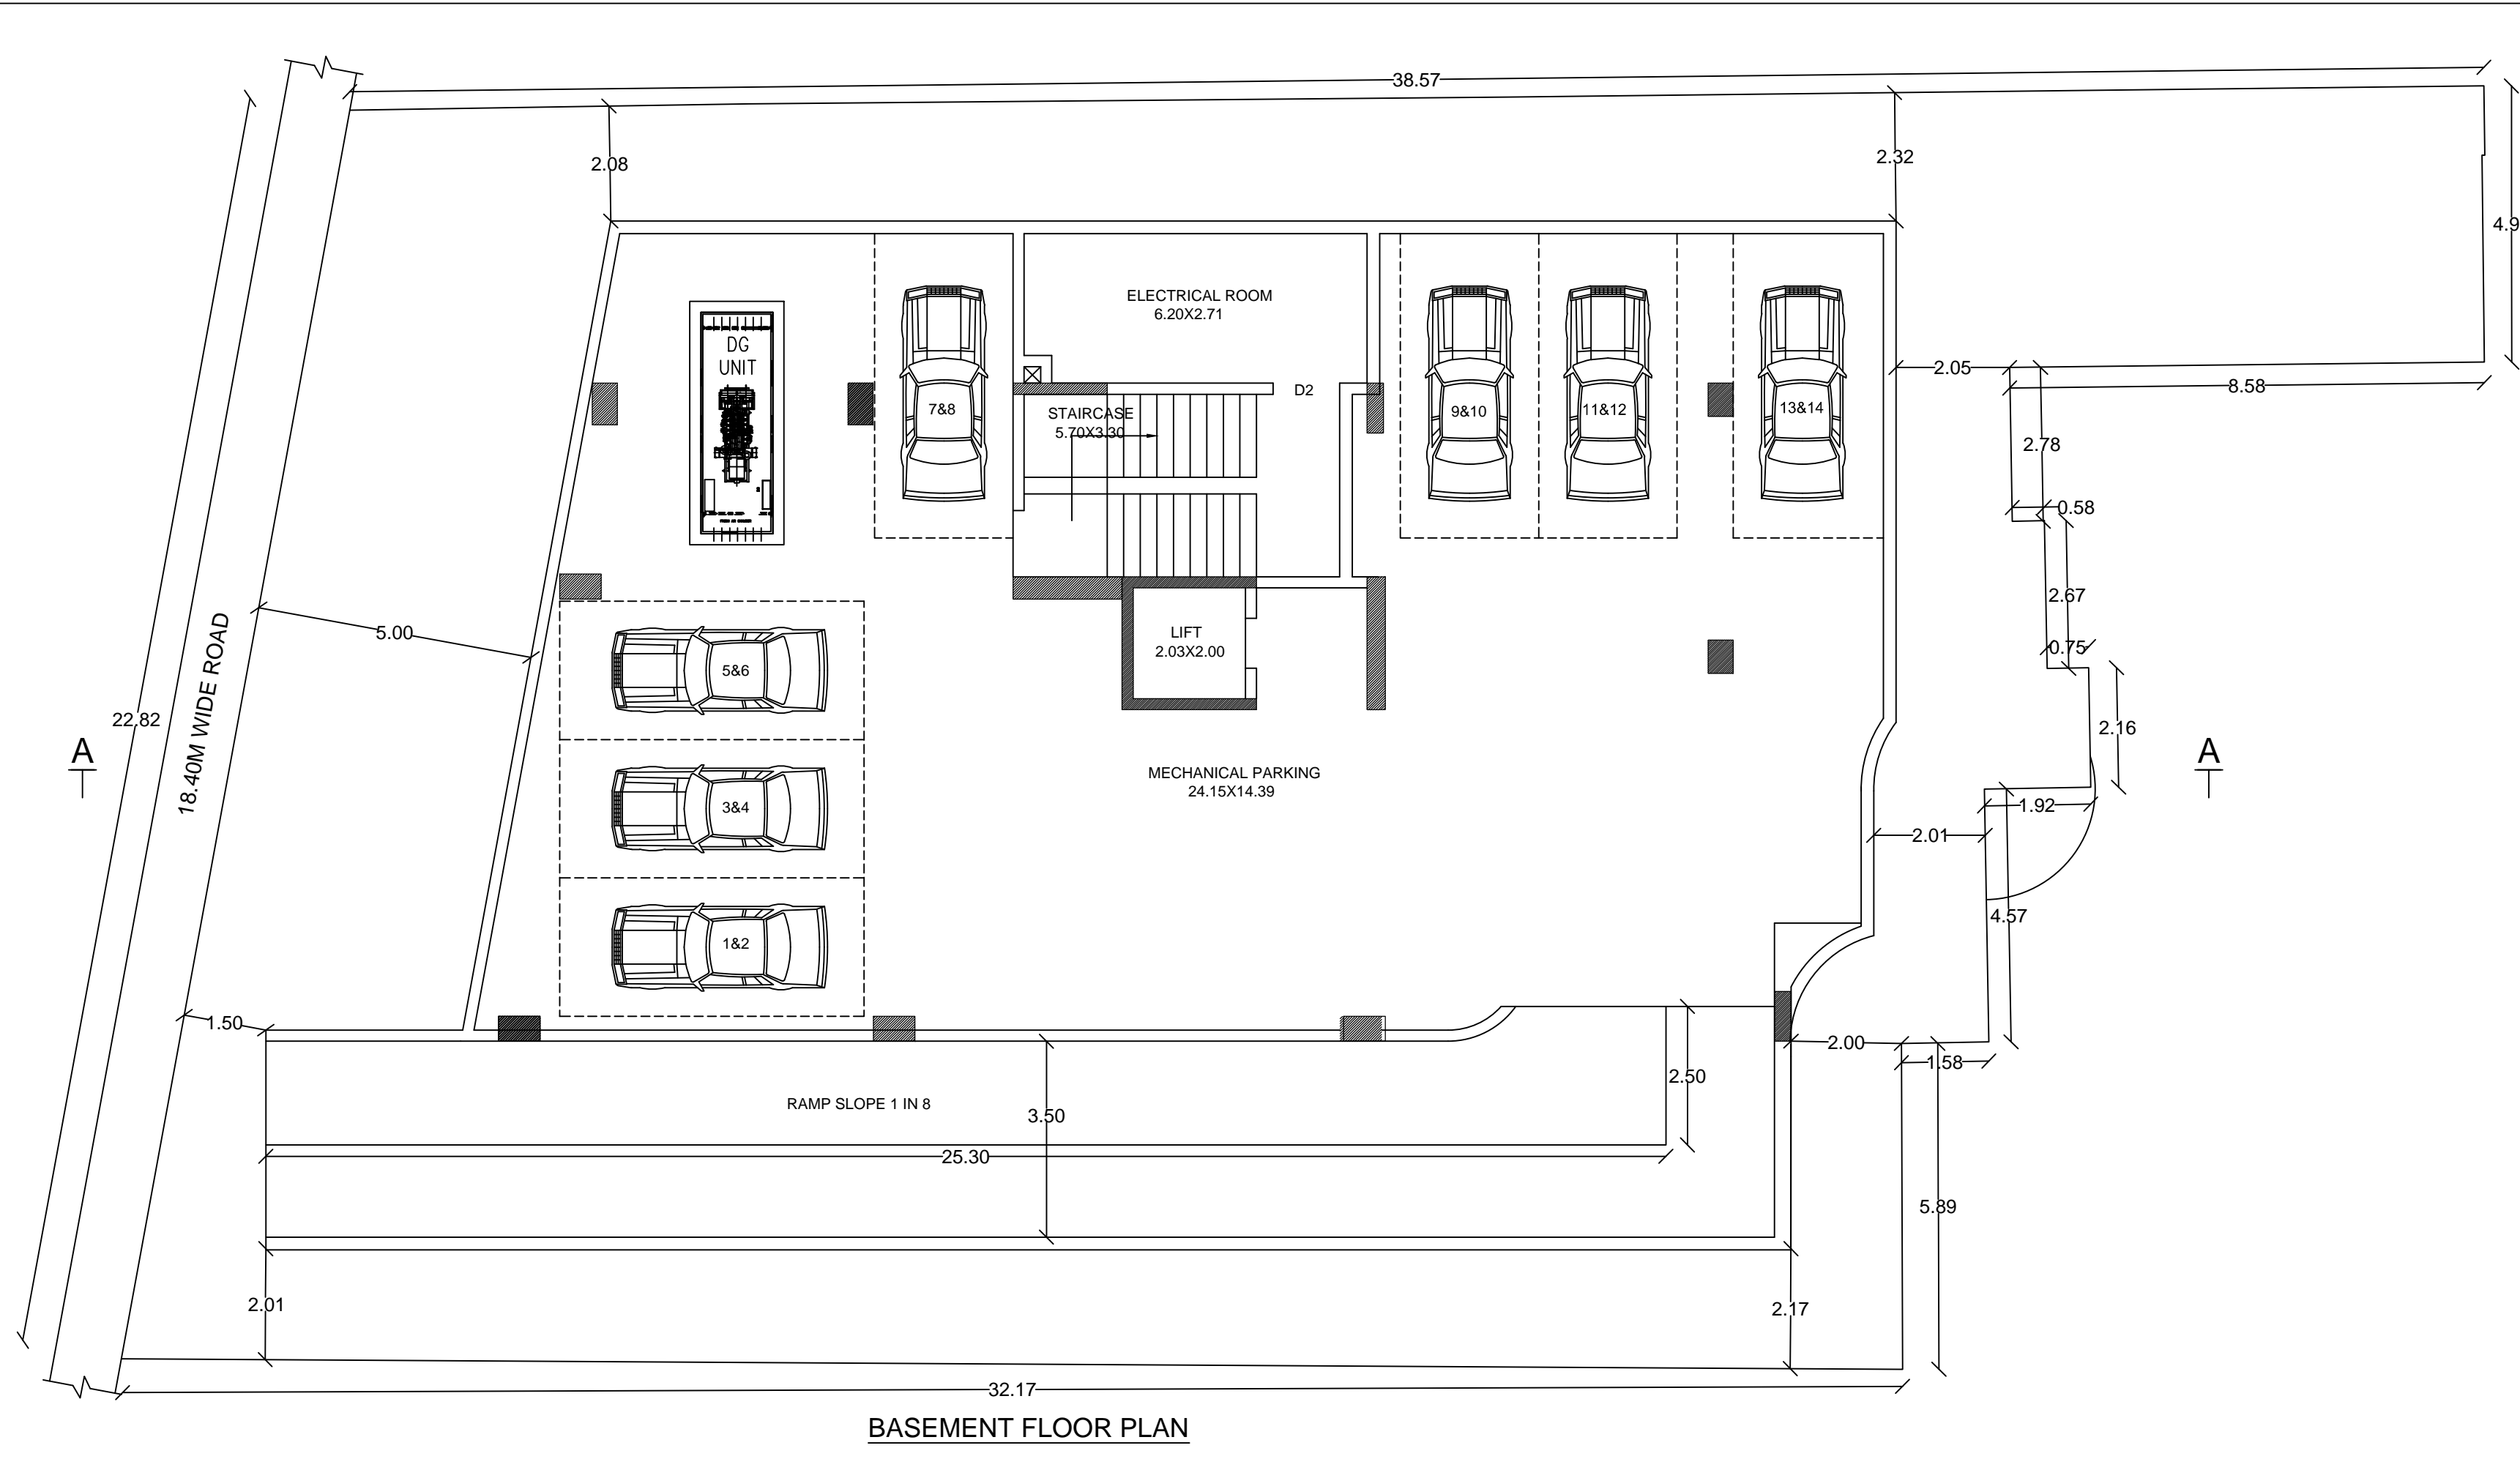 38.57
2.08
2.32
4.9
ELECTRICAL ROOM
6.20X2.71
DG
UNIT
2.05
8.58
D2
7&8
9&10
11&12
13&14
STAIRCASE
5.70X3.30
2.78
0.58
2.67
5.00
LIFT
2.03X2.00
0.75
5&6
18.40M WIDE ROAD
22.82
2.16
A
A
MECHANICAL PARKING
24.15X14.39
3&4
1.92
2.01
4.57
1&2
1.50
2.00
1.58
2.50
RAMP SLOPE 1 IN 8
3.50
25.30
5.89
2.01
2.17
32.17
BASEMENT FLOOR PLAN